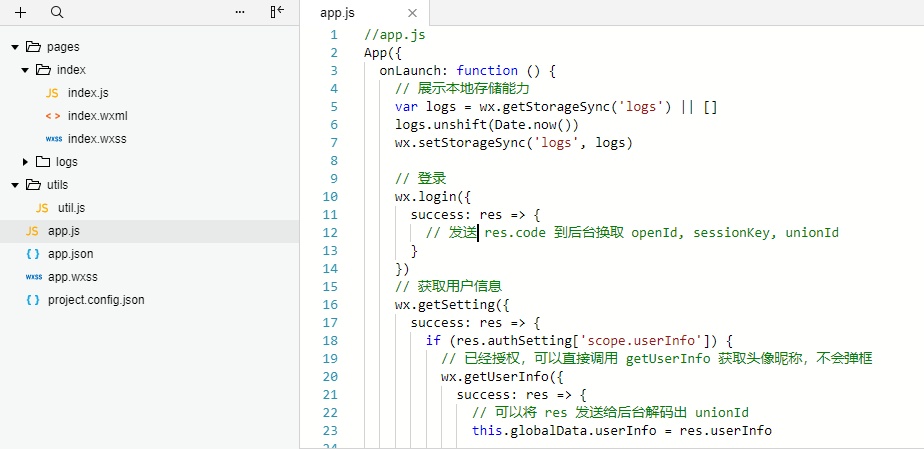 app.js
pages
index
JS index.js
<> index.wxml
wxss index.wxss
logs
utils
JS util.js
JS app.js
{} app.json
wxss app.wxss
{} project.config.json
1 //app.js
2 App({
3 onLaunch: function () {
4 // 展示本地存储能力
5 var logs = wx.getStorageSync('logs') || []
6 logs.unshift(Date.now())
7 wx.setStorageSync('logs', logs)
8
9 // 登录
10 wx.login({
11 success: res => {
12 // 发送 res.code 到后台换取 openId, sessionKey, unionId
13 }
14 })
15 // 获取用户信息
16 wx.getSetting({
17 success: res => {
18 if (res.authSetting['scope.userInfo']) {
19 // 已经授权，可以直接调用 getUserInfo 获取头像昵称，不会弹框
20 wx.getUserInfo({
21 success: res => {
22 // 可以将 res 发送给后台解码出 unionId
23 this.globalData.userInfo = res.userInfo